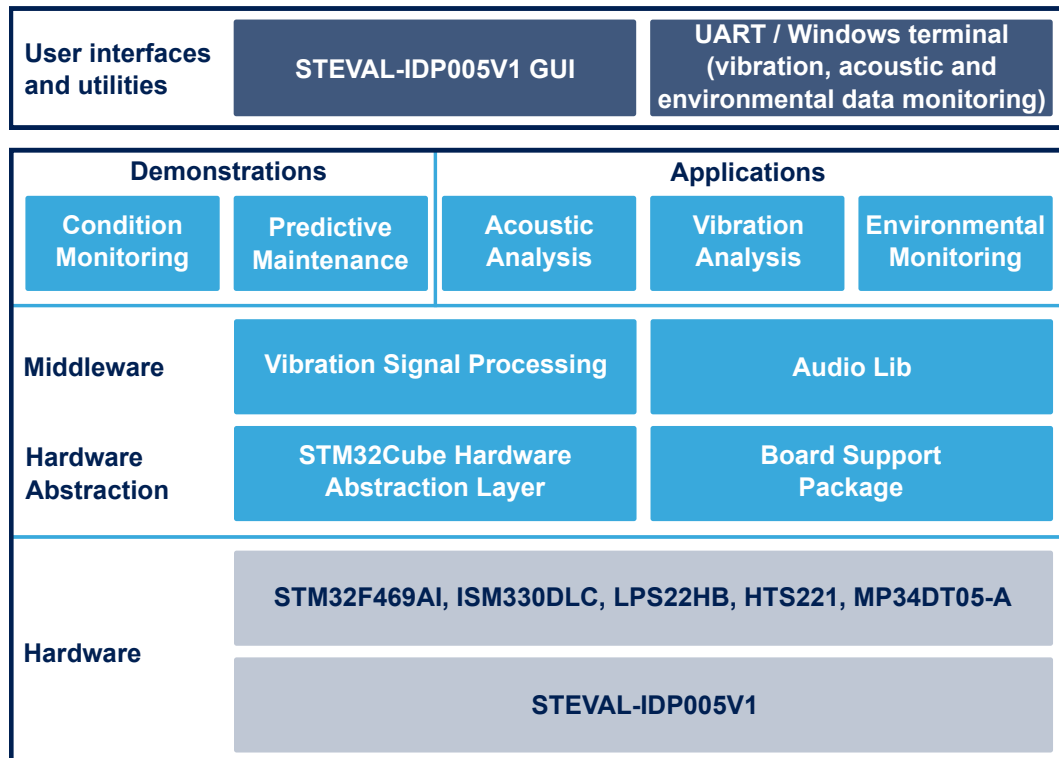 User interfaces
and utilities
STEVAL-IDP005V1 GUI
UART / Windows terminal
(vibration, acoustic and
environmental data monitoring)
Demonstrations
Applications
Condition
Monitoring
Predictive
Maintenance
Acoustic
Analysis
Vibration
Analysis
Environmental
Monitoring
Middleware
Vibration Signal Processing
Audio Lib
Hardware
Abstraction
STM32Cube Hardware
Abstraction Layer
Board Support
Package
Hardware
STM32F469AI, ISM330DLC, LPS22HB, HTS221, MP34DT05-A
STEVAL-IDP005V1